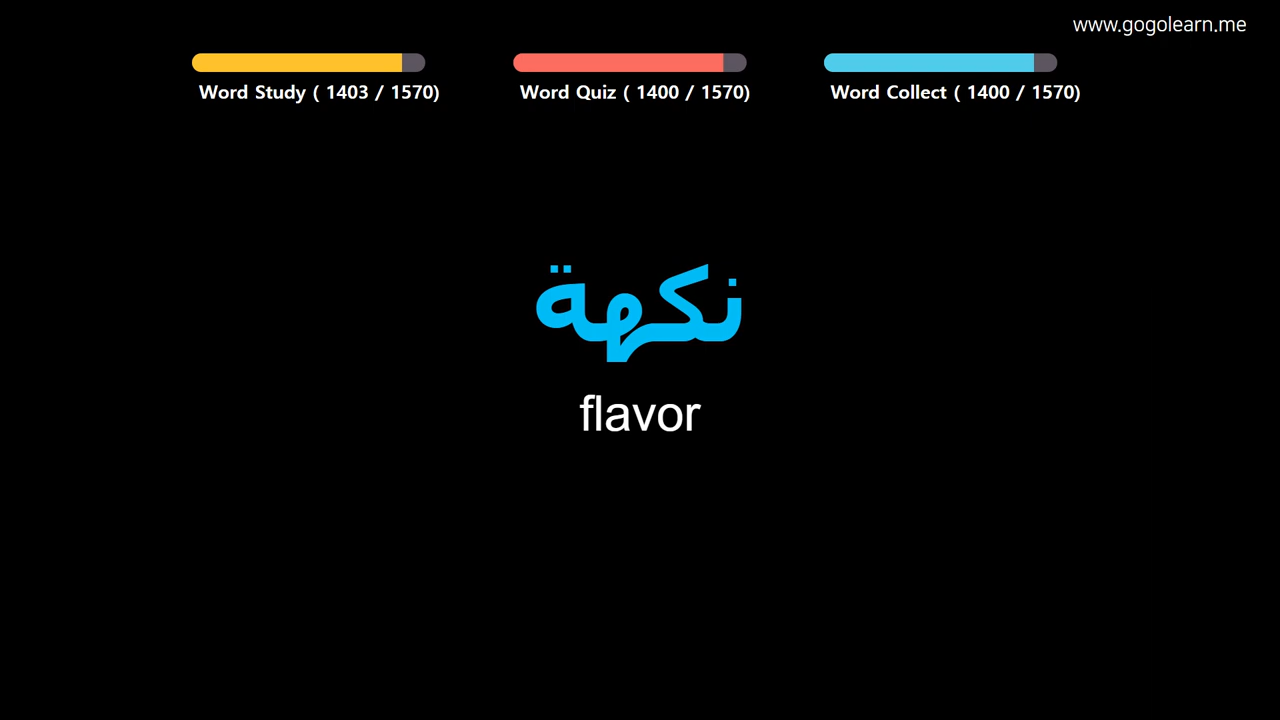 www.gogolearn.me
Word Study ( 1403 / 1570)
Word Quiz ( 1400 / 1570)
Word Collect ( 1400 / 1570)
نكهة
flavor